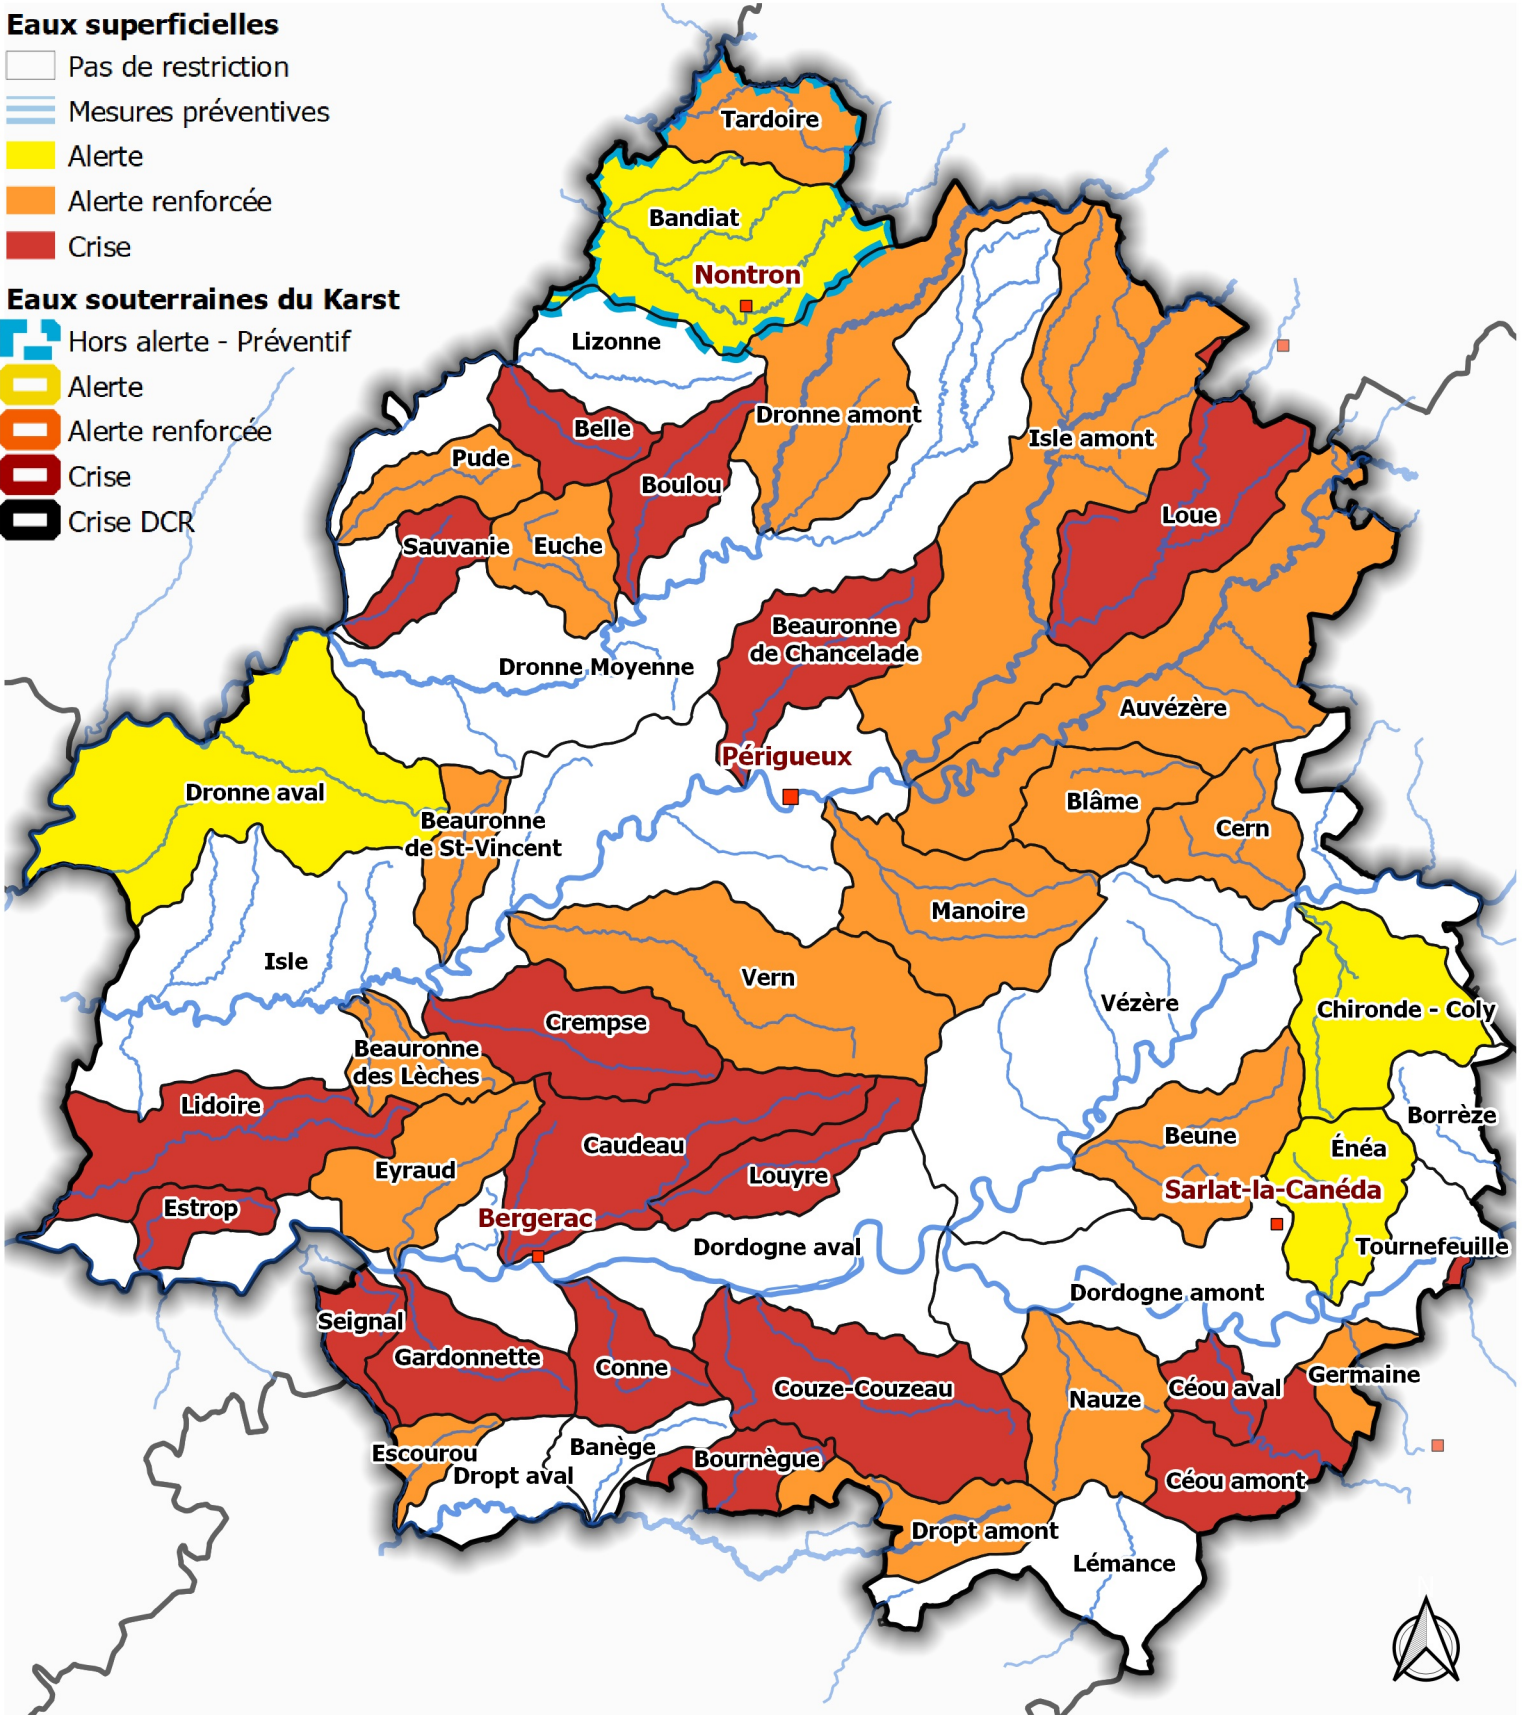 Eaux superficielles
Pas de restriction
Mesures préventives
Alerte
Alerte renforcée
Crise
Eaux souterraines du Karst
Hors alerte - Préventif
Alerte
Alerte renforcée
Crise
Crise DCR
Tardoire
Bandiat
Nontron
Lizonne
Dronne amont
Belle
Isle amont
Pude
Boulou
Loue
Sauvanie
Euche
Beauronne
de Chancelade
Dronne Moyenne
Auvézère
Périgueux
Dronne aval
Blâme
Beauronne
de St-Vincent
Cern
Manoire
Isle
Vern
Vézère
Chironde - Coly
Crempse
Beauronne
des Lèches
Lidoire
Borrèze
Beune
Caudeau
Énéa
Eyraud
Louyre
Sarlat-la-Canéda
Estrop
Bergerac
Dordogne aval
Tournefeuille
Dordogne amont
Seignal
Gardonnette
Conne
Germaine
Couze-Couzeau
Céou aval
Nauze
Escourou
Banège
Bournègue
Dropt aval
Céou amont
Dropt amont
Lémance